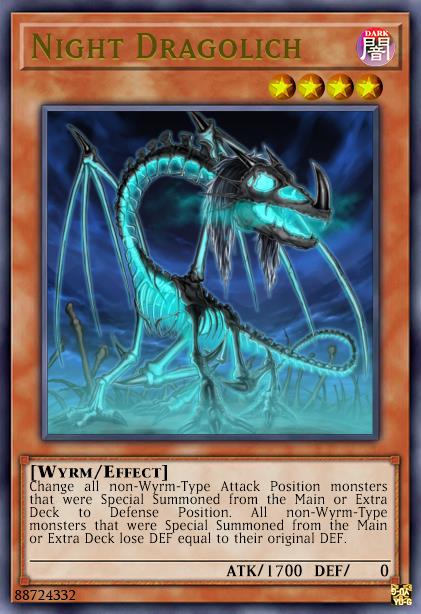 NIGHT DRAGOLICH
DARK
闇
[WYRM/EFFECT]
Change all non-Wyrm-Type Attack Position monsters
that were Special Summoned from the Main or Extra
Deck to Defense Position. All non-Wyrm-Type
monsters that were Special Summoned from the Main
or Extra Deck lose DEF equal to their original DEF.
ATK/1700 DEF/ 0
88724332